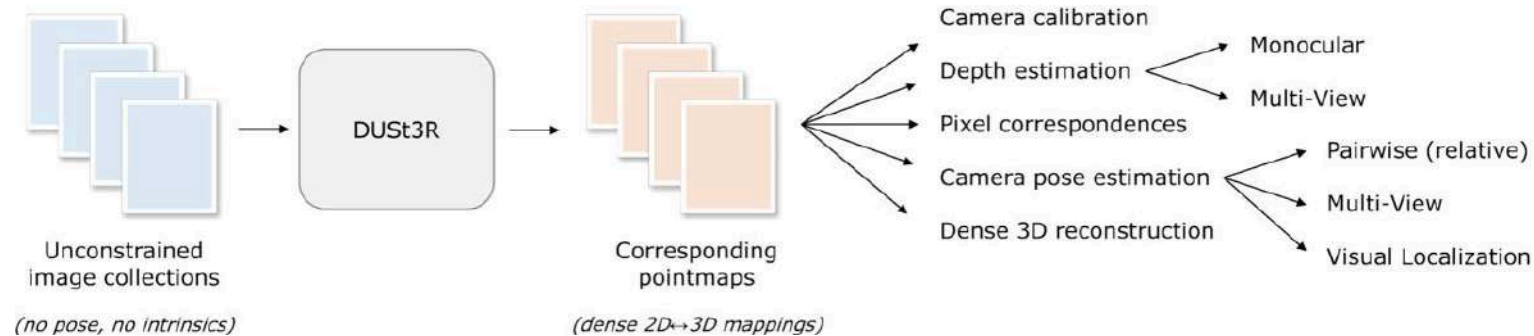 Unconstrained
image collections
(no pose, no intrinsics)
DUSt3R
Corresponding
pointmaps
(dense 2D↔3D mappings)
Camera calibration
Depth estimation
Monocular
Multi-View
Pixel correspondences
Camera pose estimation
Pairwise (relative)
Multi-View
Visual Localization
Dense 3D reconstruction